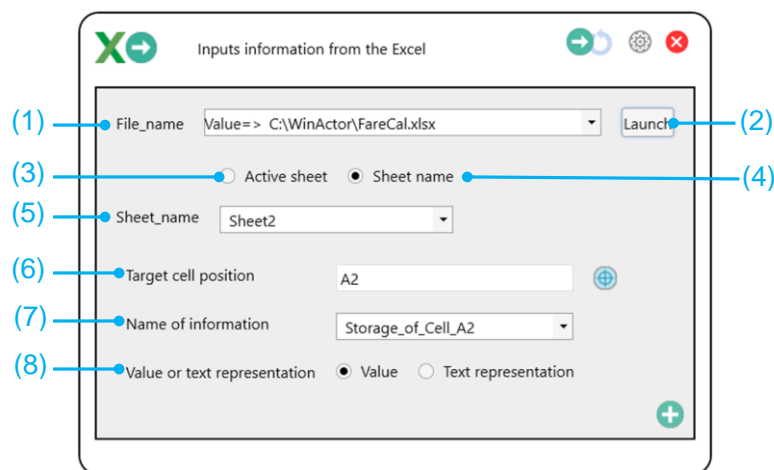 Inputs information from the Excel
(1) File_name Value=> C:\WinActor\FareCal.xlsx Launch (2)
(3) Active sheet Sheet name (4)
(5) Sheet_name Sheet2
(6) Target cell position A2
(7) Name of information Storage_of_Cell_A2
(8) Value or text representation Value Text representation